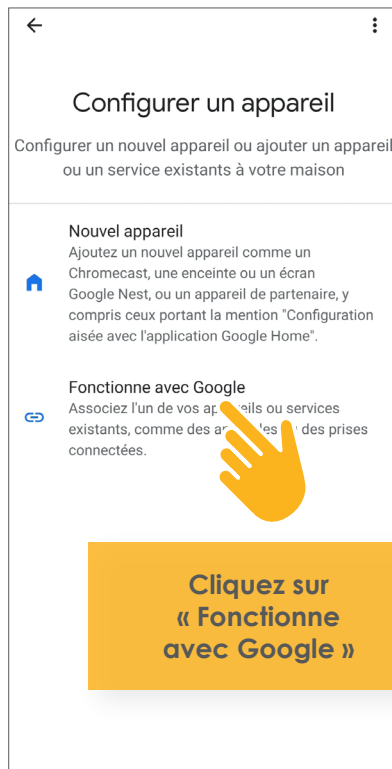 Configurer un appareil
Configurer un nouvel appareil ou ajouter un appareil
ou un service existants à votre maison
Nouvel appareil
Ajoutez un nouvel appareil comme un
Chromecast, une enceinte ou un écran
Google Nest, ou un appareil de partenaire, y
compris ceux portant la mention "Configuration
aisée avec l'application Google Home".
Fonctionne avec Google
Associez l'un de vos appareils ou services
existants, comme des des prises
connectées.
Cliquez sur
« Fonctionne
avec Google »